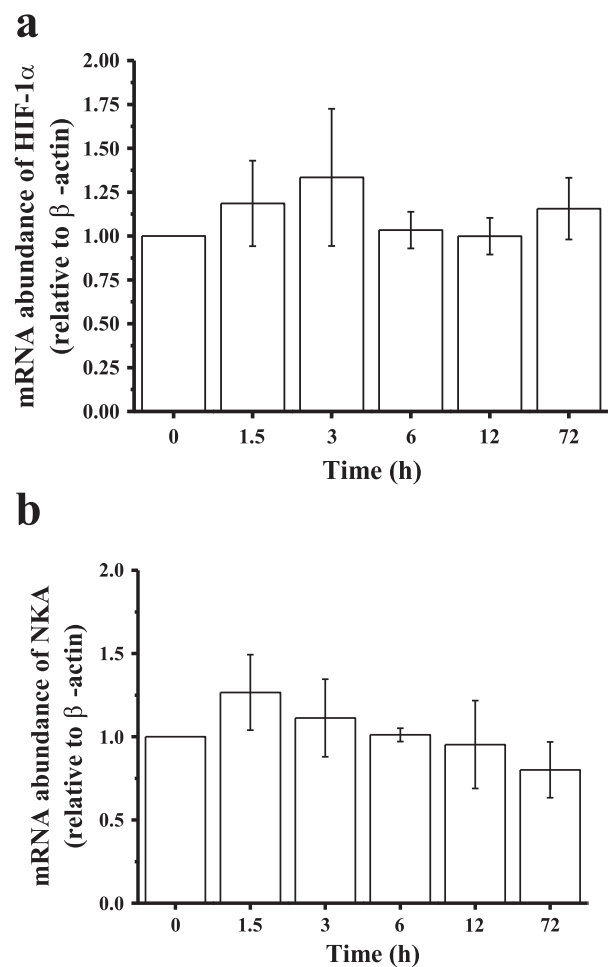 a
mRNA abundance of HIF-1α
(relative to β -actin)
2.00
1.75
1.50
1.25
1.00
0.75
0.50
0.25
0.00
0 1.5 3 6 12 72
Time (h)
b
mRNA abundance of NKA
(relative to β -actin)
2.0
1.5
1.0
0.5
0.0
0 1.5 3 6 12 72
Time (h)